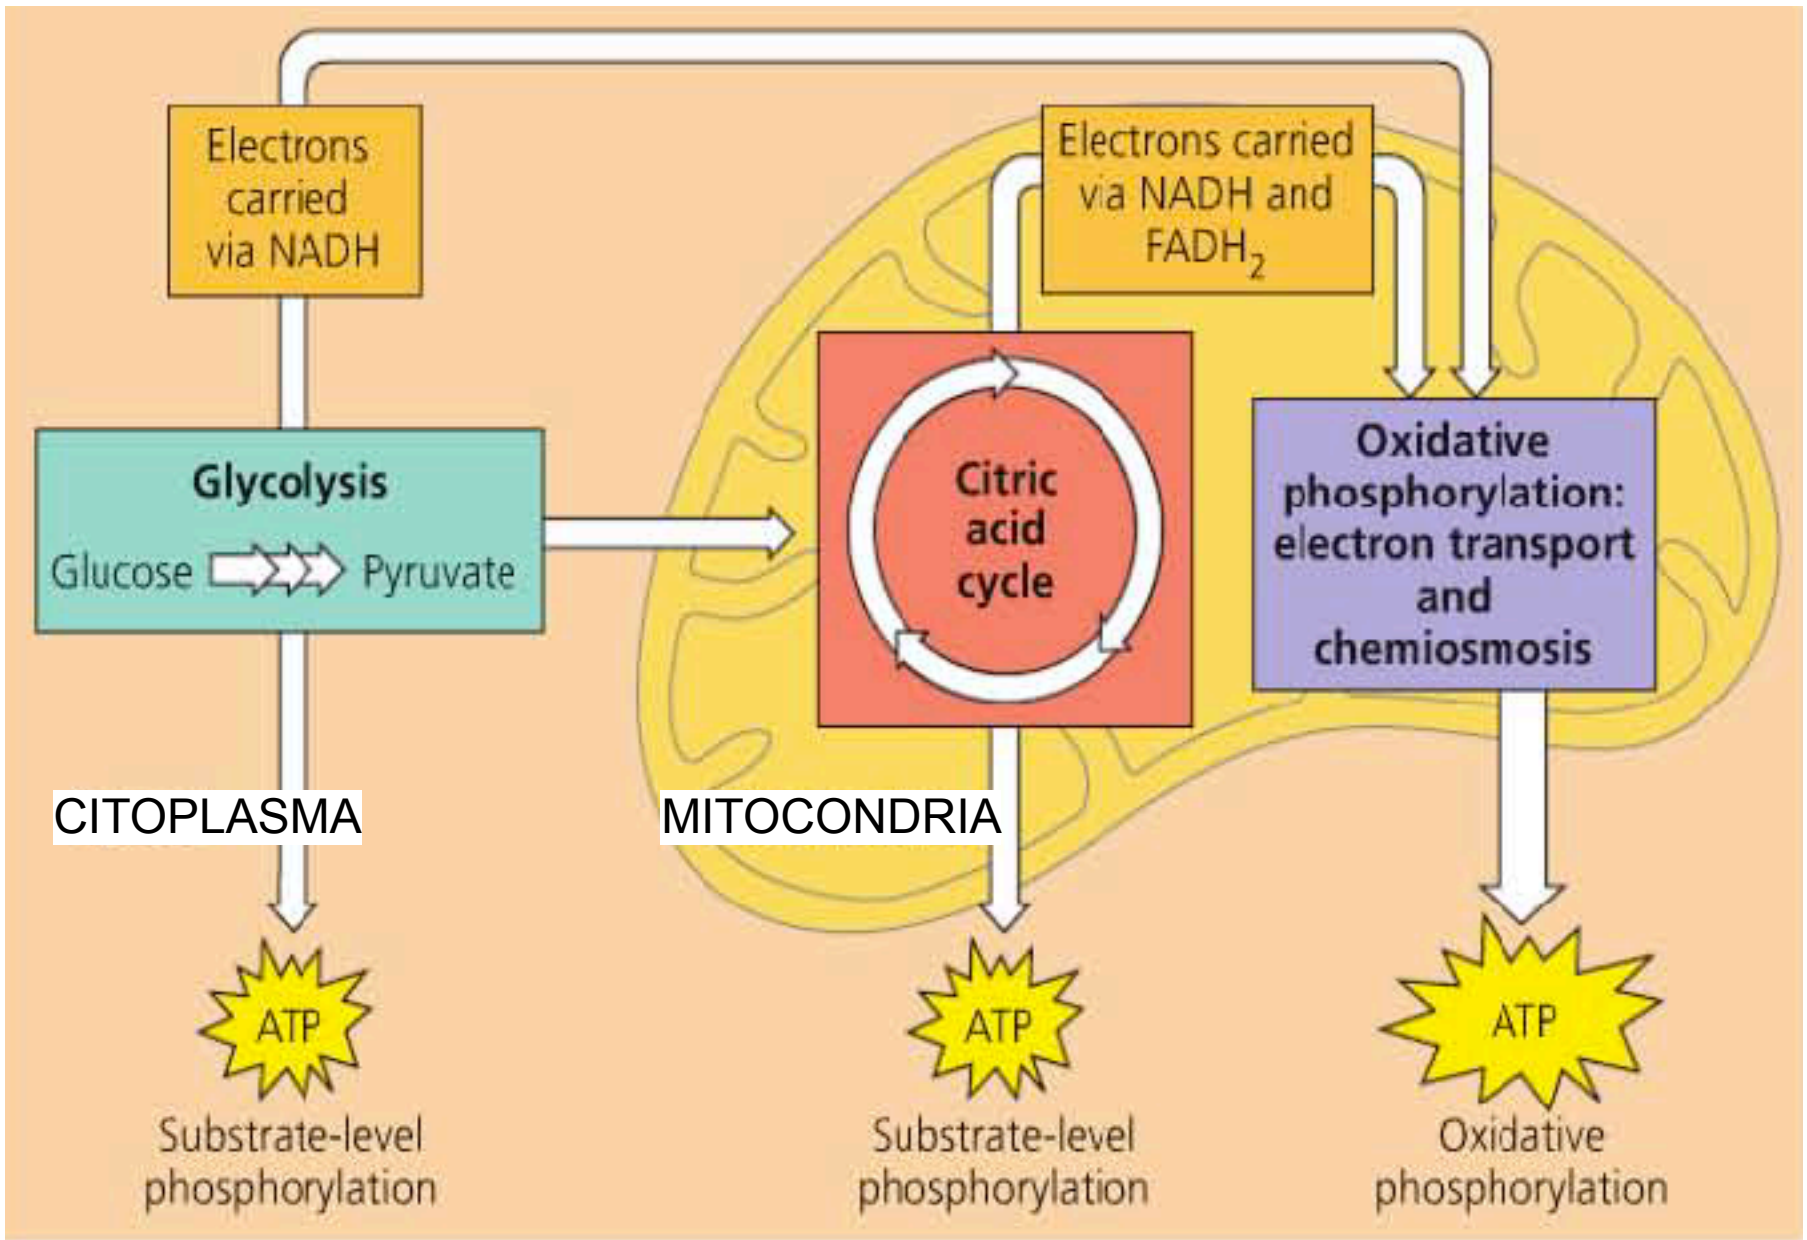 Electrons
carried
via NADH
Electrons carried
via NADH and
FADH2
Glycolysis
Glucose Pyruvate
Citric
acid
cycle
Oxidative
phosphorylation:
electron transport
and
chemiosmosis
CITOPLASMA
MITOCONDRIA
ATP
ATP
ATP
Substrate-level
phosphorylation
Substrate-level
phosphorylation
Oxidative
phosphorylation